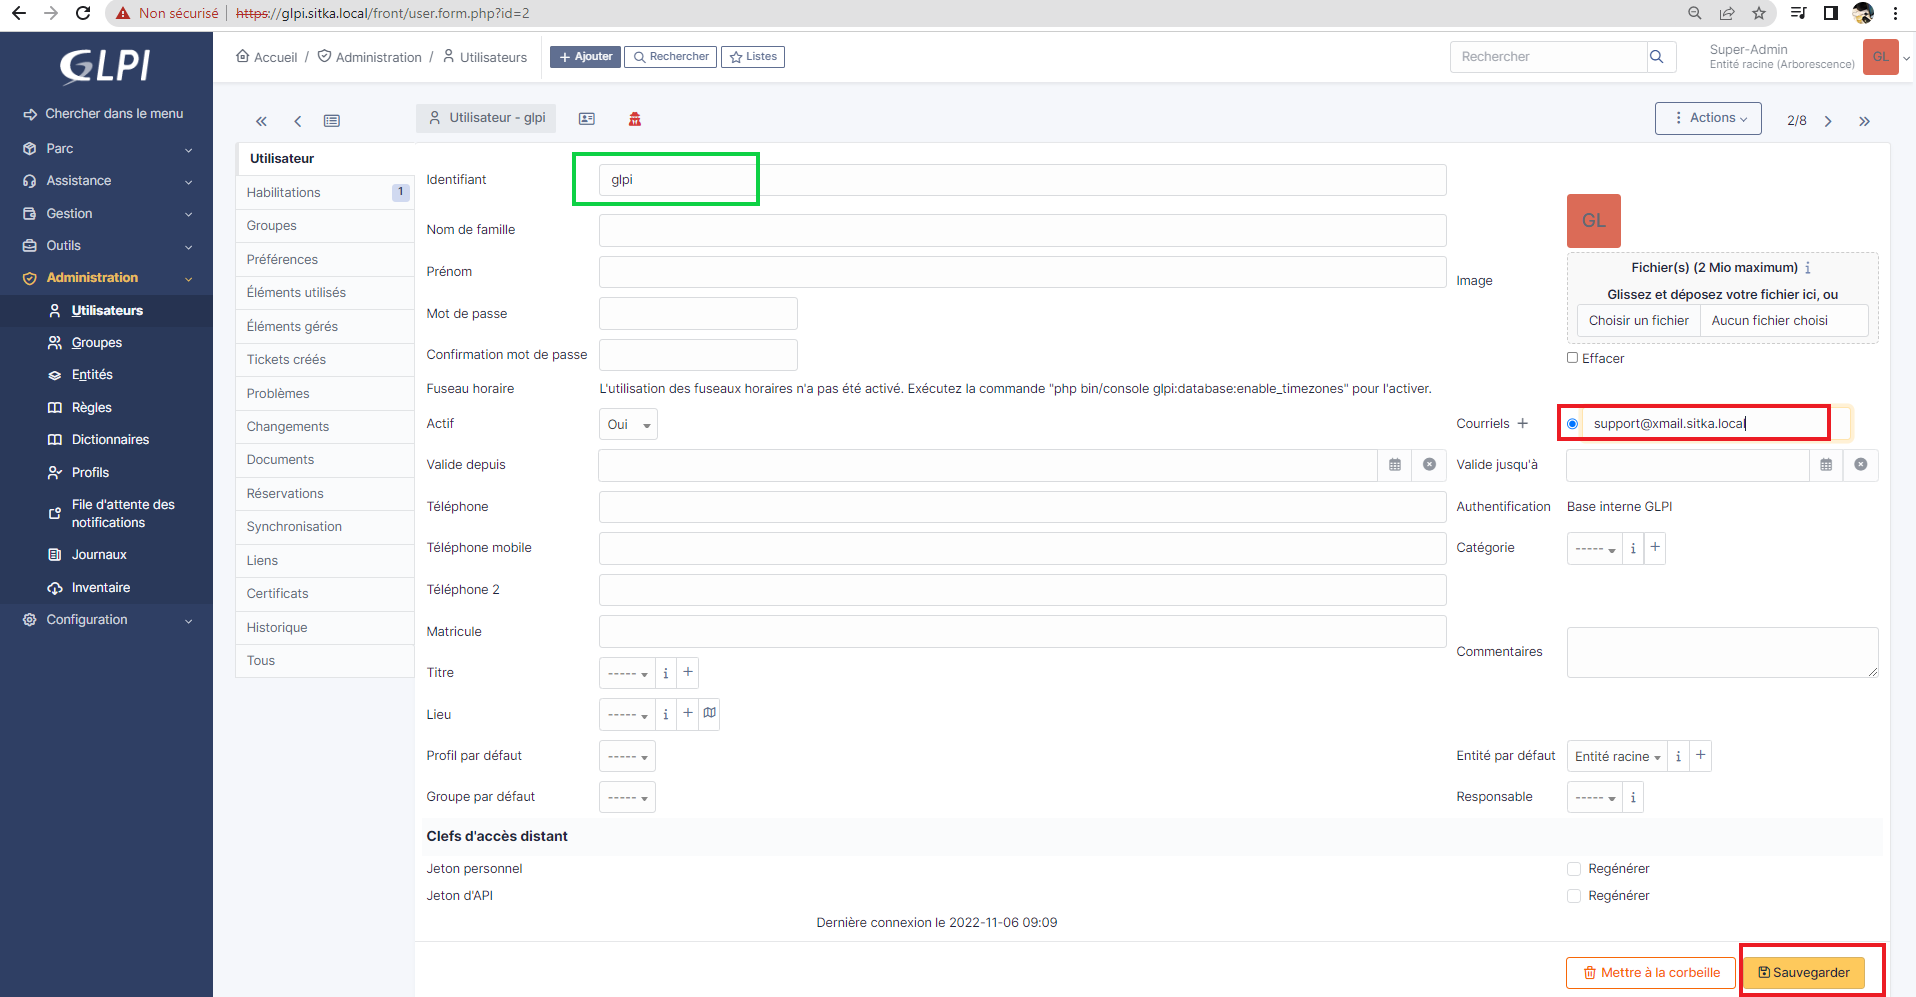 Non sécurisé
https://glpi.sitka.local/front/user.form.php?id=2
GLPI
Accueil / Administration / Utilisateurs
Ajouter
Rechercher
Listes
Rechercher
Super-Admin
Entité racine (Arborescence)
GL
Chercher dans le menu
Parc
Assistance
Gestion
Outils
Administration
Utilisateurs
Groupes
Entités
Règles
Dictionnaires
Profils
File d'attente des
notifications
Journaux
Inventaire
Configuration
Utilisateur - glpi
Actions
2/8
Utilisateur
Habilitations 1
Groupes
Préférences
Éléments utilisés
Éléments gérés
Tickets créés
Problèmes
Changements
Documents
Réservations
Synchronisation
Liens
Certificats
Historique
Tous
Identifiant glpi
Nom de famille
Prénom
Mot de passe
Confirmation mot de passe
Fuseau horaire L'utilisation des fuseaux horaires n'a pas été activé. Exécutez la commande "php bin/console glpi:database:enable_timezones" pour l'activer.
Actif Oui
Valide depuis
Téléphone
Téléphone mobile
Téléphone 2
Matricule
Titre ----- i +
Lieu ----- i +
Profil par défaut -----
Groupe par défaut -----
Image
GL
Fichier(s) (2 Mio maximum) i
Glissez et déposez votre fichier ici, ou
Choisir un fichier Aucun fichier choisi
Effacer
Courriels + support@xmail.sitka.local
Valide jusqu'à
Authentification Base interne GLPI
Catégorie ----- i +
Commentaires
Entité par défaut Entité racine i +
Responsable ----- i
Clefs d'accès distant
Jeton personnel Regénérer
Jeton d'API Regénérer
Dernière connexion le 2022-11-06 09:09
Mettre à la corbeille
Sauvegarder